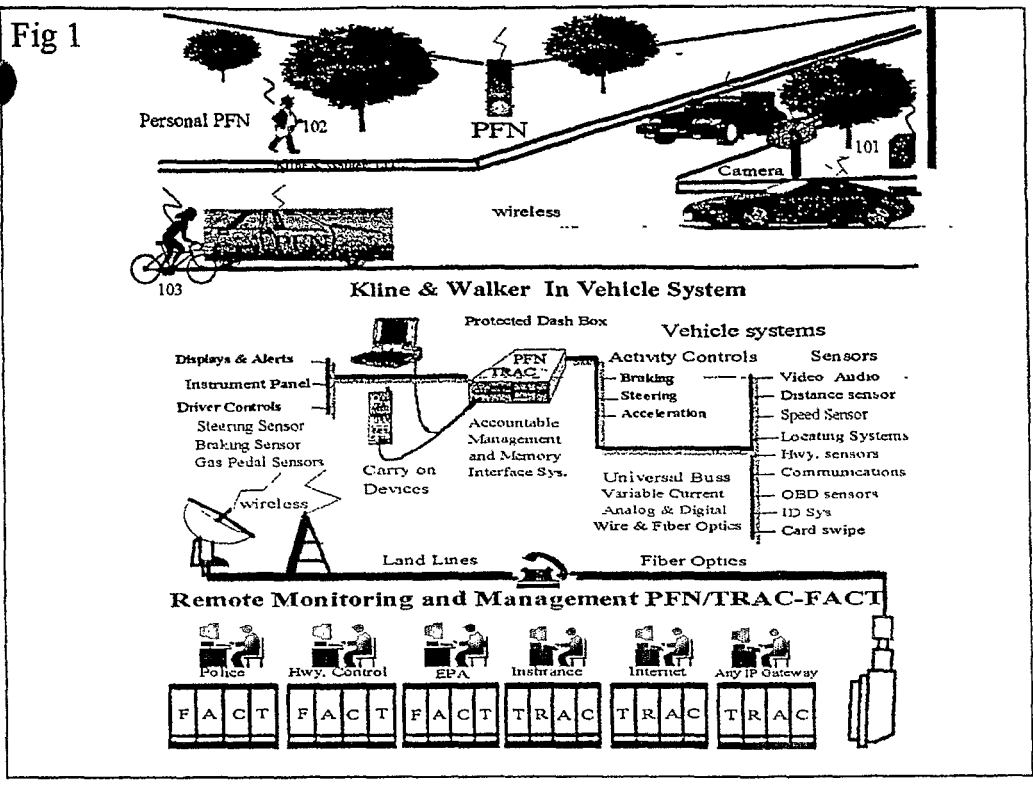 Fig 1
Personal PFN
102
PFN
101
Camera
wireless
PFN
103
Kline & Walker In Vehicle System
Protected Dash Box
Vehicle systems
Displays & Alerts
Instrument Panel
Driver Controls
Steering Sensor
Braking Sensor
Gas Pedal Sensors
PFN
TRAC
Carry on
Devices
Accountable
Management
and Memory
Interface Sys.
Activity Controls
Braking
Steering
Acceleration
Sensors
Video Audio
Distance sensor
Speed Sensor
Locating Systems
Hwy. sensors
Communications
OBD sensors
ID Sys
Card swipe
Universal Buss
Variable Current
Analog & Digital
Wire & Fiber Optics
wireless
Land Lines
Fiber Optics
Remote Monitoring and Management PFN/TRAC-FACT
Police
Hwy. Control
EPA
Insurance
Internet
Any IP Gateway
F A C T
F A C T
F A C T
T R A C
T R A C
T R A C